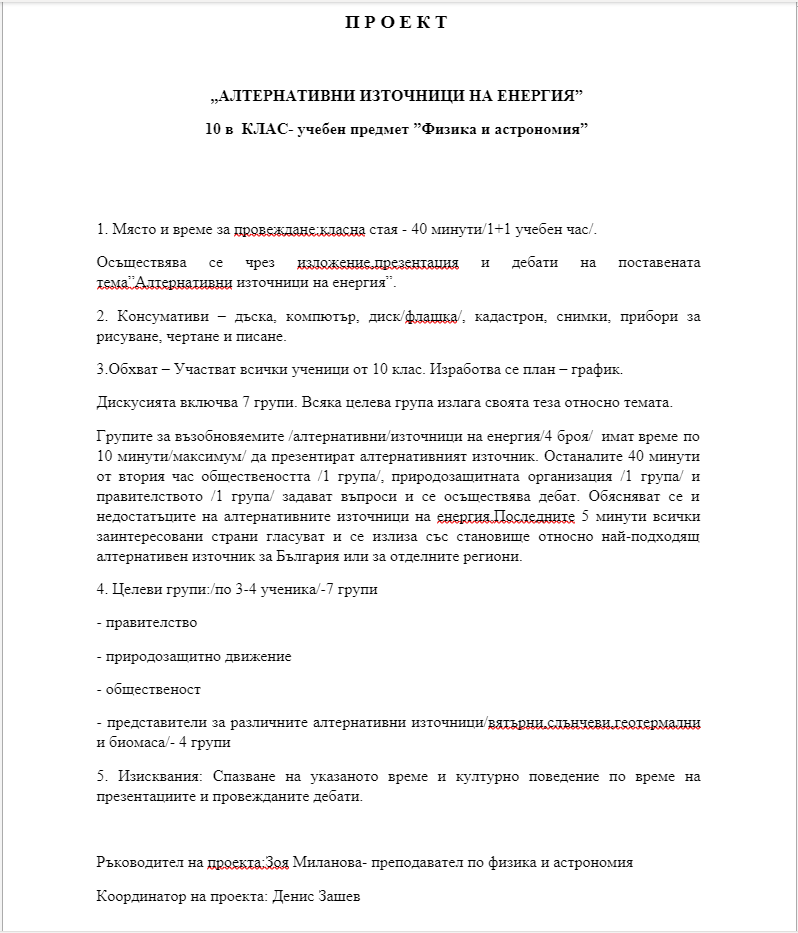 П Р О Е К Т
„АЛТЕРНАТИВНИ ИЗТОЧНИЦИ НА ЕНЕРГИЯ”
10 в КЛАС- учебен предмет ”Физика и астрономия”
1. Място и време за провеждане:класна стая - 40 минути/1+1 учебен час/.
Осъществява се чрез изложение,презентация и дебати на поставената
тема”Алтернативни източници на енергия”.
2. Консумативи – дъска, компютър, диск/флашка/, кадастрон, снимки, прибори за
рисуване, чертане и писане.
3.Обхват – Участват всички ученици от 10 клас. Изработва се план – график.
Дискусията включва 7 групи. Всяка целева група излага своята теза относно темата.
Групите за възобновяемите /алтернативни/източници на енергия/4 броя/ имат време по
10 минути/максимум/ да презентират алтернативният източник. Останалите 40 минути
от втория час обществеността /1 група/, природозащитната организация /1 група/ и
правителството /1 група/ задават въпроси и се осъществява дебат. Обясняват се и
недостатъците на алтернативните източници на енергия.Последните 5 минути всички
заинтересовани страни гласуват и се излиза със становище относно най-подходящ
алтернативен източник за България или за отделните региони.
4. Целеви групи:/по 3-4 ученика/-7 групи
- правителство
- природозащитно движение
- общественост
- представители за различните алтернативни източници/вятърни,слънчеви,геотермални
и биомаса/- 4 групи
5. Изисквания: Спазване на указаното време и културно поведение по време на
презентациите и провежданите дебати.
Ръководител на проекта:Зоя Миланова- преподавател по физика и астрономия
Координатор на проекта: Денис Зашев